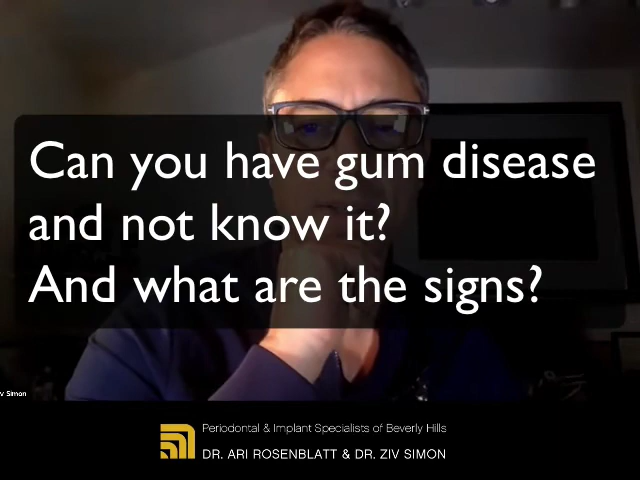 Can you have gum disease
and not know it?
And what are the signs?
v Simon
Periodontal & Implant Specialists of Beverly Hills
DR. ARI ROSENBLATT & DR. ZIV SIMON